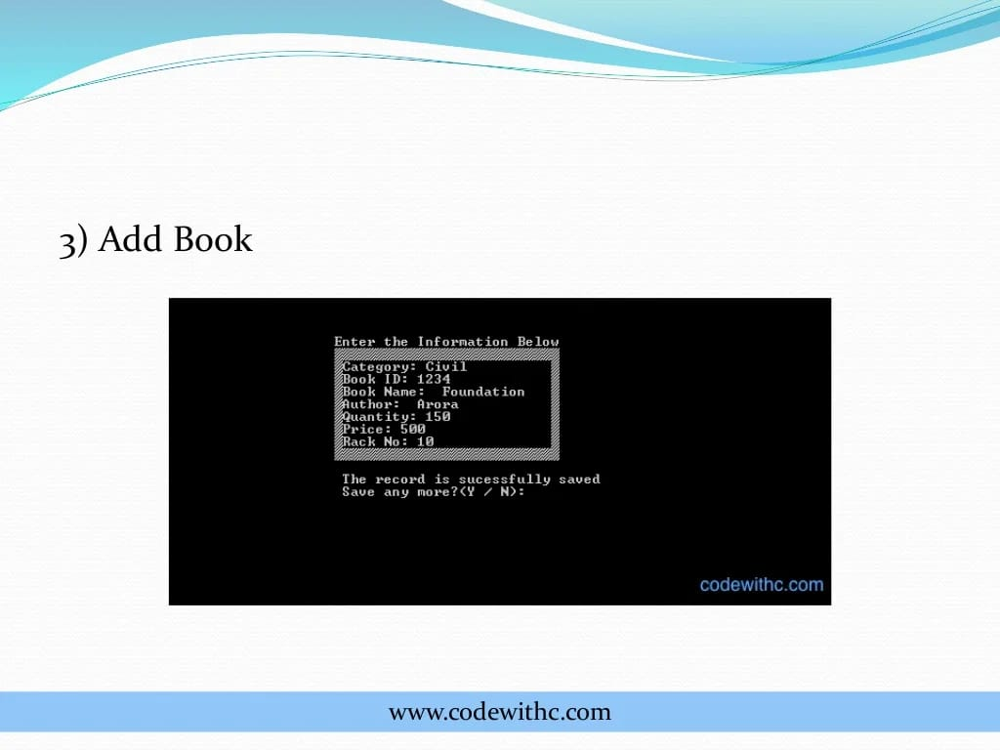 3) Add Book
Enter the Information Below
Category: Civil
Book ID: 1234
Book Name:  Foundation
Author:  Arora
Quantity: 150
Price: 500
Rack No: 10
The record is sucessfully saved
Save any more?(Y / N):
codewithc.com
www.codewithc.com